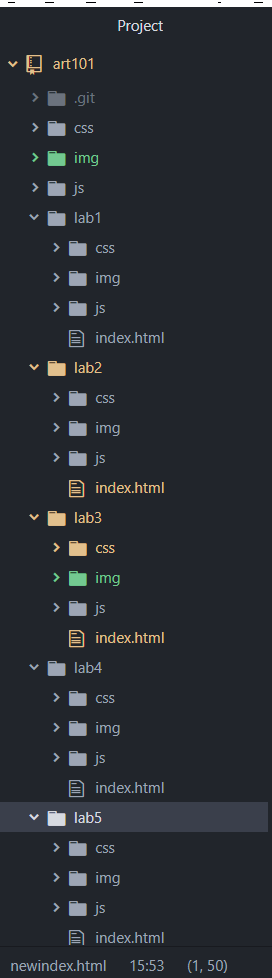 Project
art101
.git
css
img
js
lab1
css
img
js
index.html
lab2
css
img
js
index.html
lab3
css
img
js
index.html
lab4
css
img
js
index.html
lab5
css
img
js
index.html
newindex.html 15:53 (1, 50)